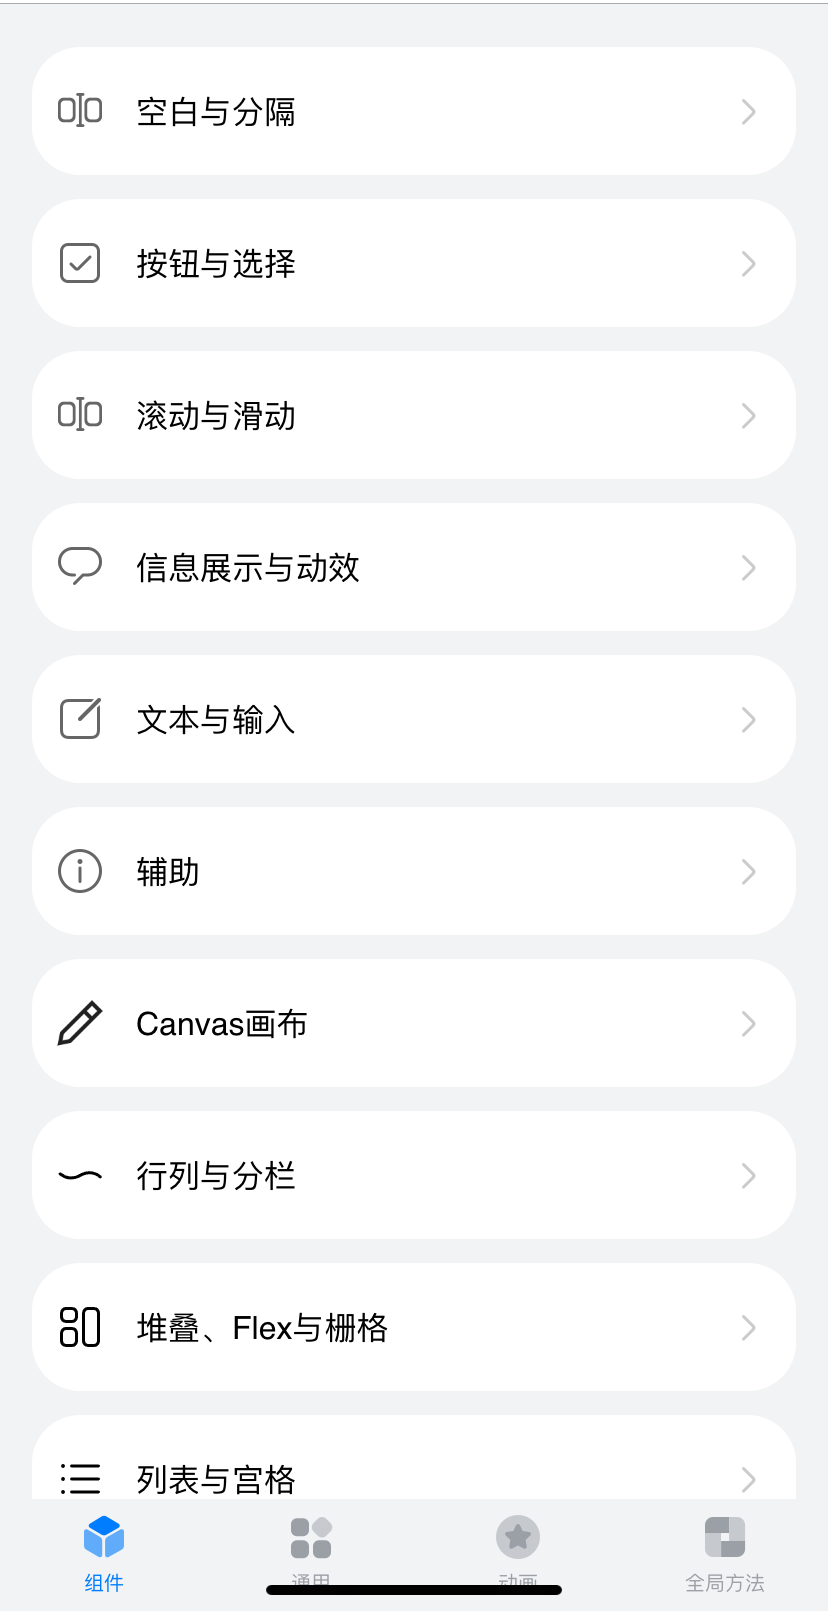 空白与分隔
按钮与选择
滚动与滑动
信息展示与动效
文本与输入
辅助
Canvas画布
行列与分栏
堆叠、Flex与栅格
列表与宫格
组件
通用
动画
全局方法